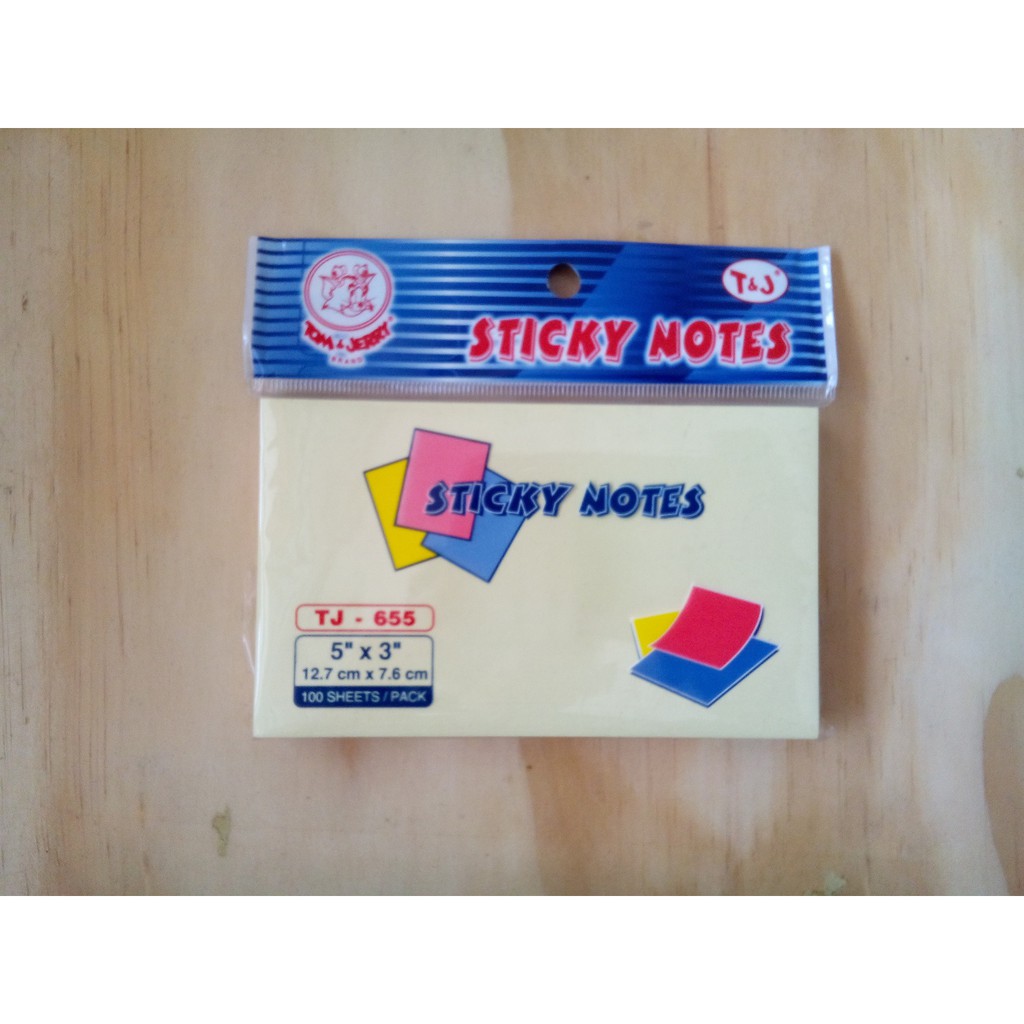 TOM & JERRY®
BRAND
T&J®
STICKY NOTES
STICKY NOTES
TJ - 655
5" x 3"
12.7 cm x 7.6 cm
100 SHEETS / PACK